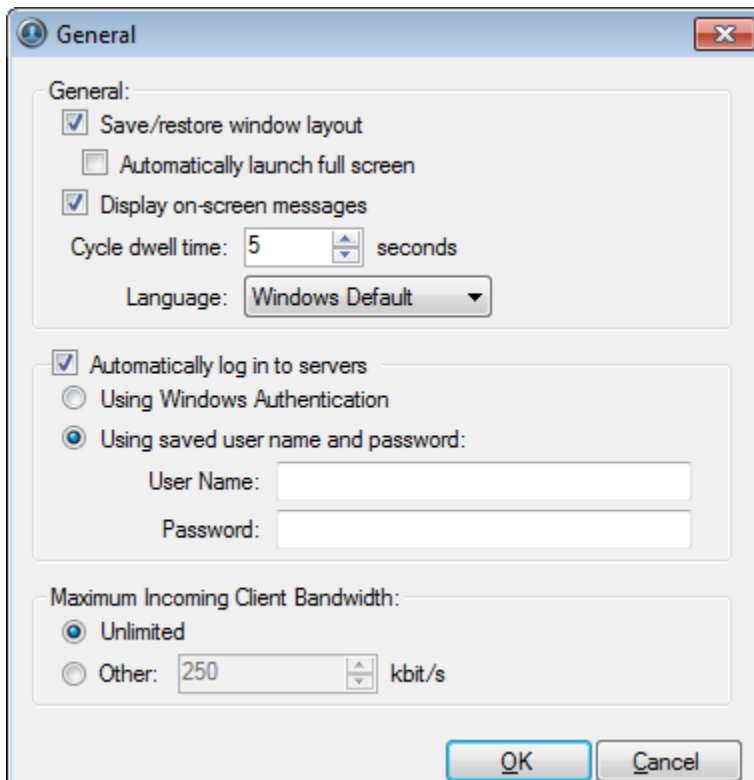 General
General:
Save/restore window layout
Automatically launch full screen
Display on-screen messages
Cycle dwell time: 5 seconds
Language: Windows Default
Automatically log in to servers
Using Windows Authentication
Using saved user name and password:
User Name:
Password:
Maximum Incoming Client Bandwidth:
Unlimited
Other: 250 kbit/s
OK Cancel